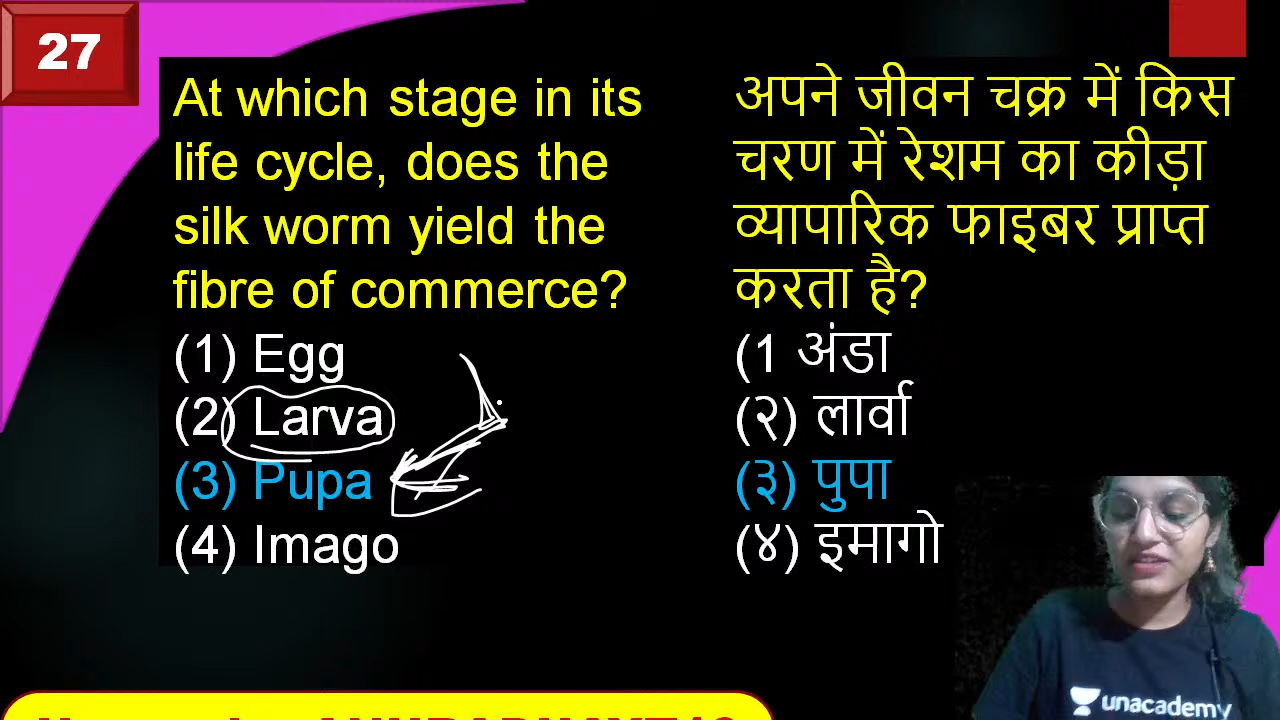 27
At which stage in its
life cycle, does the
silk worm yield the
fibre of commerce?
(1) Egg
(2) Larva
(3) Pupa
(4) Imago
अपने जीवन चक्र में किस
चरण में रेशम का कीड़ा
व्यापारिक फाइबर प्राप्त
करता है?
(1 अंडा
(२) लार्वा
(३) पुपा
(४) इमागो
unacademy